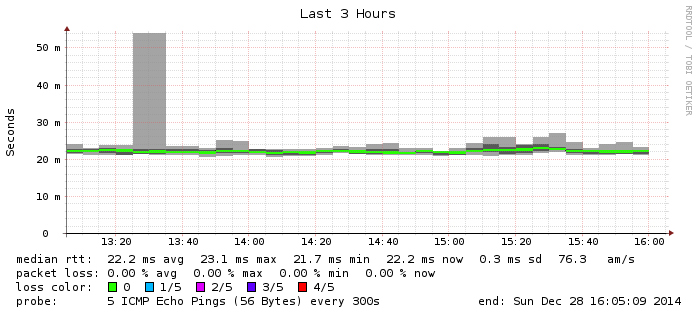 Last 3 Hours
RRDTOOL / TOBI OETIKER
Seconds
50 m
40 m
30 m
20 m
10 m
0
13:20 13:40 14:00 14:20 14:40 15:00 15:20 15:40 16:00
median rtt: 22.2 ms avg 23.1 ms max 21.7 ms min 22.2 ms now 0.3 ms sd 76.3 am/s
packet loss: 0.00 % avg 0.00 % max 0.00 % min 0.00 % now
loss color: 0 1/5 2/5 3/5 4/5
probe: 5 ICMP Echo Pings (56 Bytes) every 300s end: Sun Dec 28 16:05:09 2014